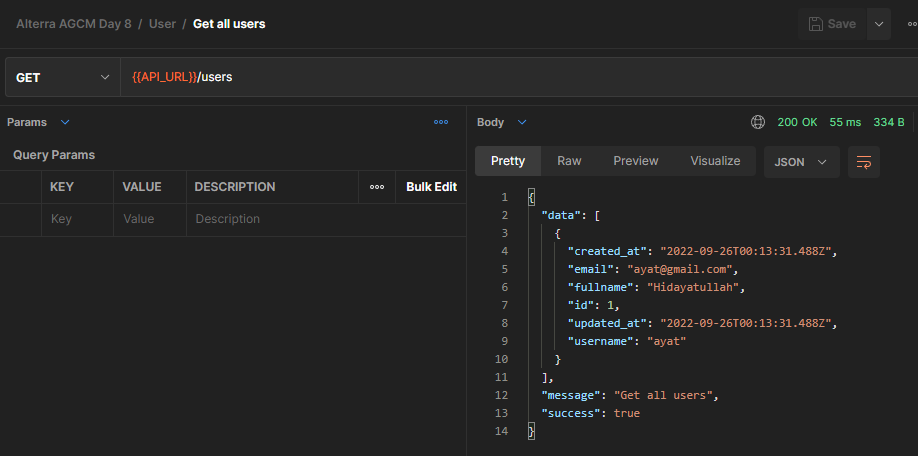 Alterra AGCM Day 8 / User / Get all users
Save
GET
{{API_URL}}/users
Params
Query Params
KEY VALUE DESCRIPTION Bulk Edit
Key Value Description
Body 200 OK 55 ms 334 B
Pretty Raw Preview Visualize JSON
1 {
2 "data": [
3 {
4 "created_at": "2022-09-26T00:13:31.488Z",
5 "email": "ayat@gmail.com",
6 "fullname": "Hidayatullah",
7 "id": 1,
8 "updated_at": "2022-09-26T00:13:31.488Z",
9 "username": "ayat"
10 }
11 ],
12 "message": "Get all users",
13 "success": true
14 }